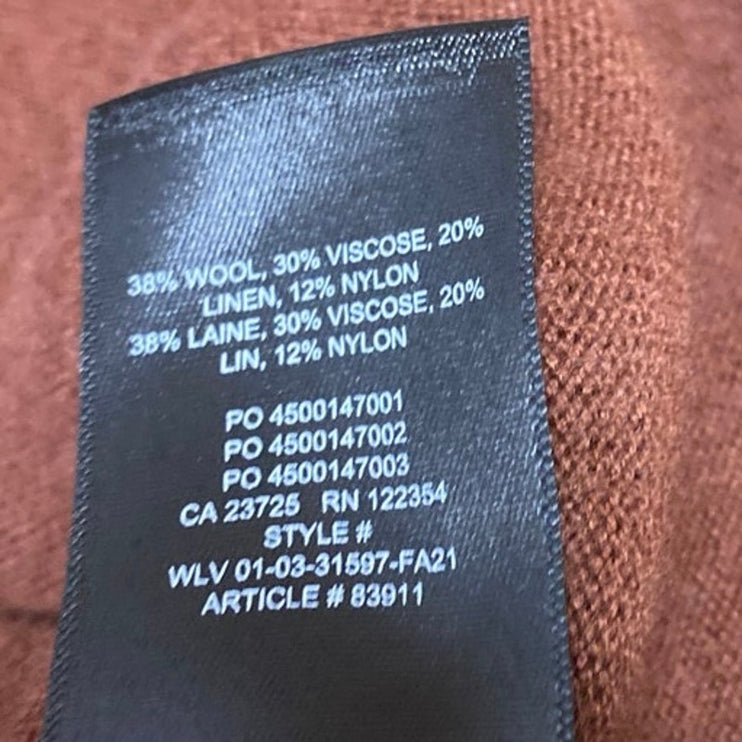 38% WOOL, 30% VISCOSE, 20%
LINEN, 12% NYLON
38% LAINE, 30% VISCOSE, 20%
LIN, 12% NYLON
PO 4500147001
PO 4500147002
PO 4500147003
CA 23725 RN 122354
STYLE #
WLV 01-03-31597-FA21
ARTICLE # 83911